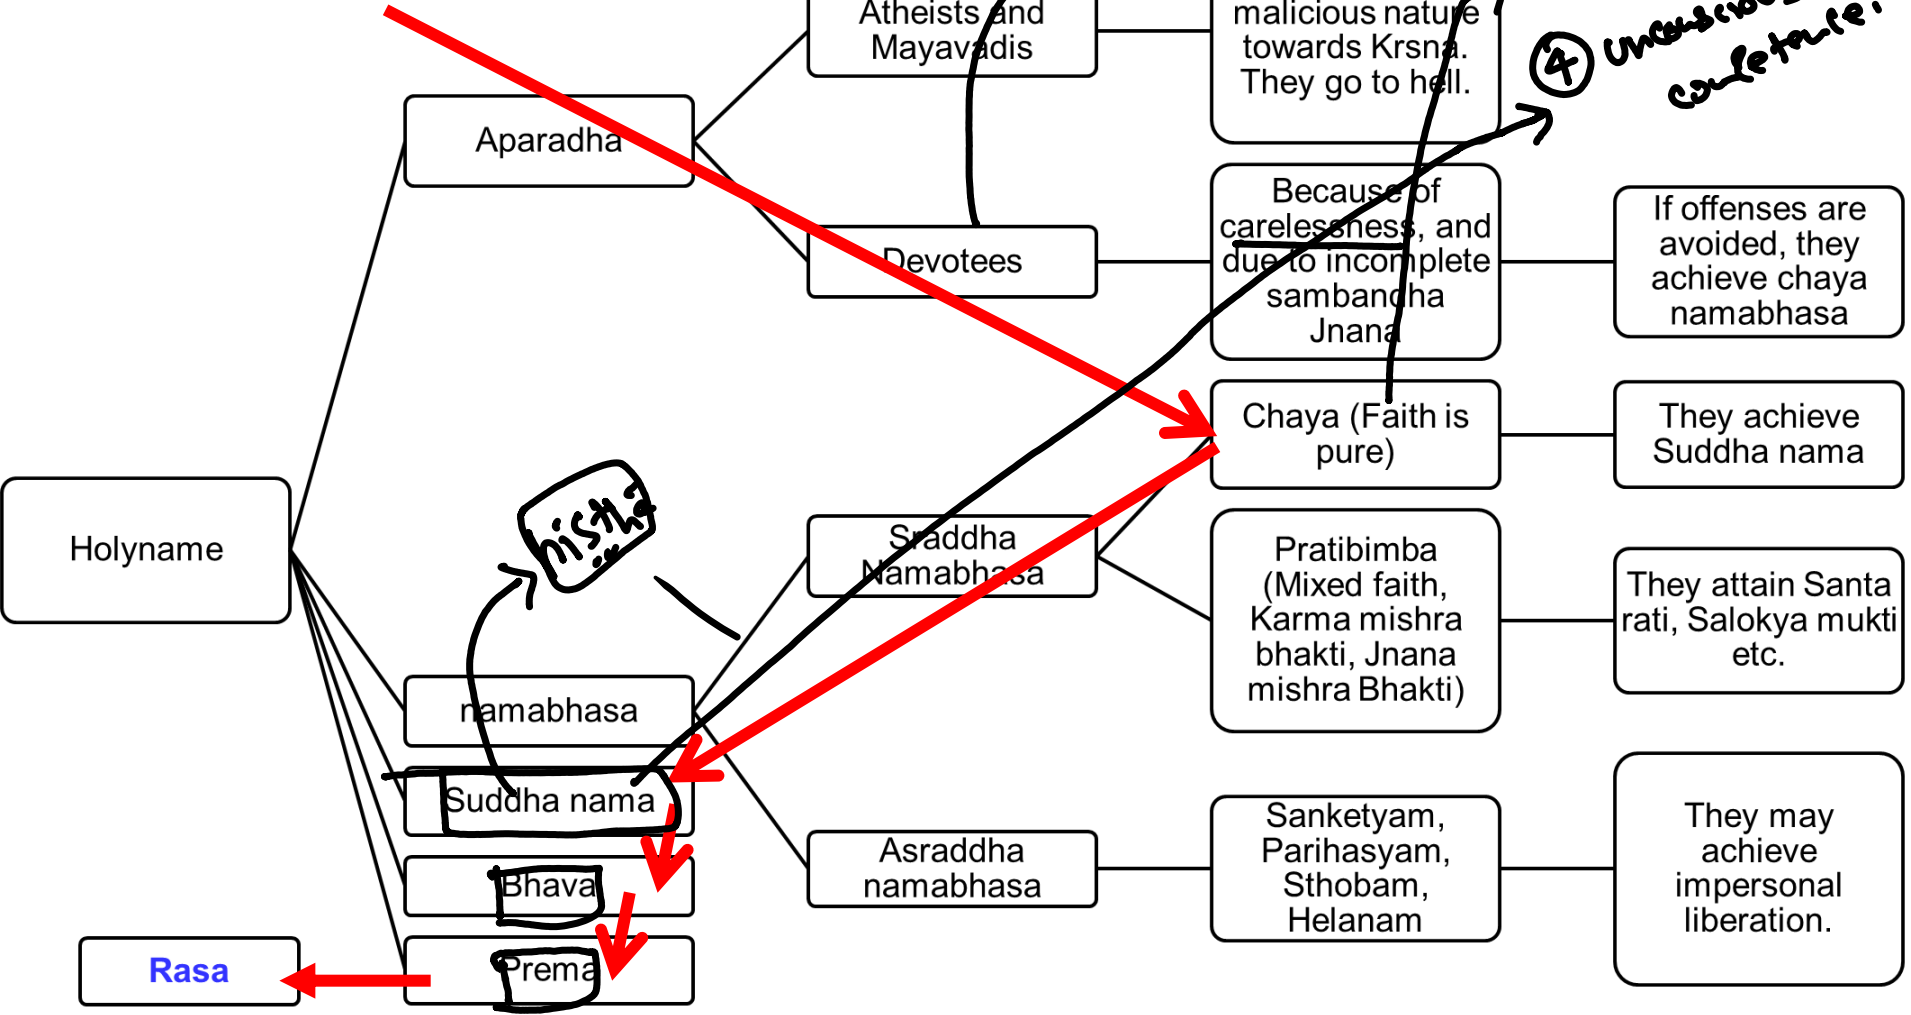 Atheists and
Mayavadis
malicious nature
towards Krsna.
They go to hell.
④ unconscious
competence.
Aparadha
Devotees
Because of
carelessness, and
due to incomplete
sambandha
Jnana
If offenses are
avoided, they
achieve chaya
namabhasa
Chaya (Faith is
pure)
They achieve
Suddha nama
Holyname
nistha
Sraddha
Namabhasa
Pratibimba
(Mixed faith,
Karma mishra
bhakti, Jnana
mishra Bhakti)
They attain Santa
rati, Salokya mukti
etc.
namabhasa
Suddha nama
Bhava
Prema
Rasa
Asraddha
namabhasa
Sanketyam,
Parihasyam,
Sthobam,
Helanam
They may
achieve
impersonal
liberation.